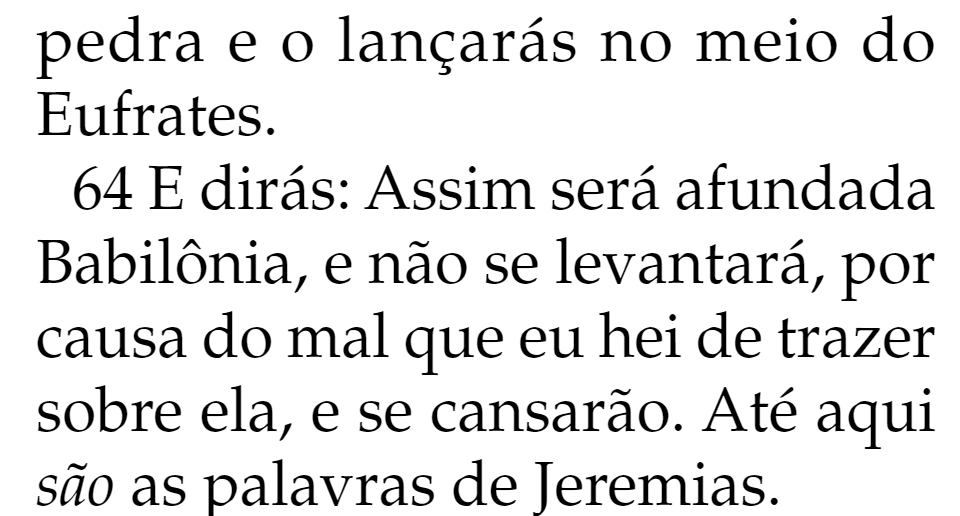 pedra e o lançarás no meio do
Eufrates.
64 E dirás: Assim será afundada
Babilônia, e não se levantará, por
causa do mal que eu hei de trazer
sobre ela, e se cansarão. Até aqui
são as palavras de Jeremias.